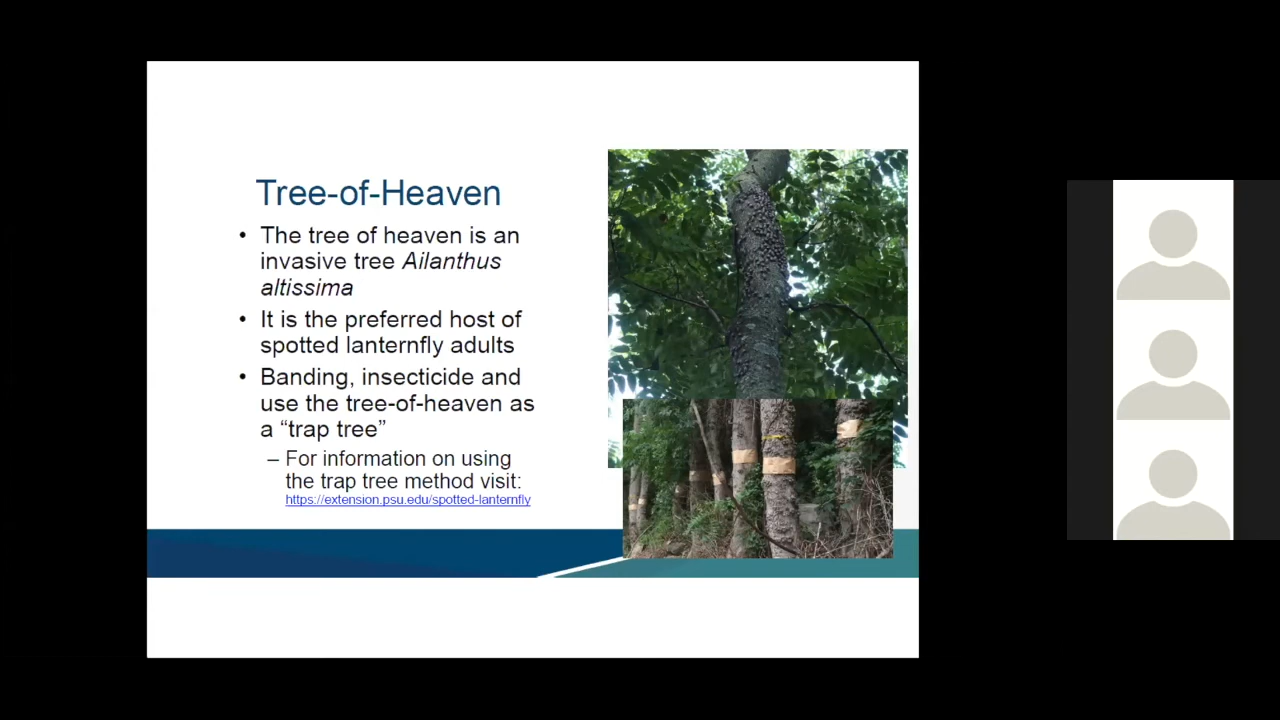 Tree-of-Heaven
• The tree of heaven is an
invasive tree Ailanthus
altissima
• It is the preferred host of
spotted lanternfly adults
• Banding, insecticide and
use the tree-of-heaven as
a “trap tree”
– For information on using
the trap tree method visit:
https://extension.psu.edu/spotted-lanternfly